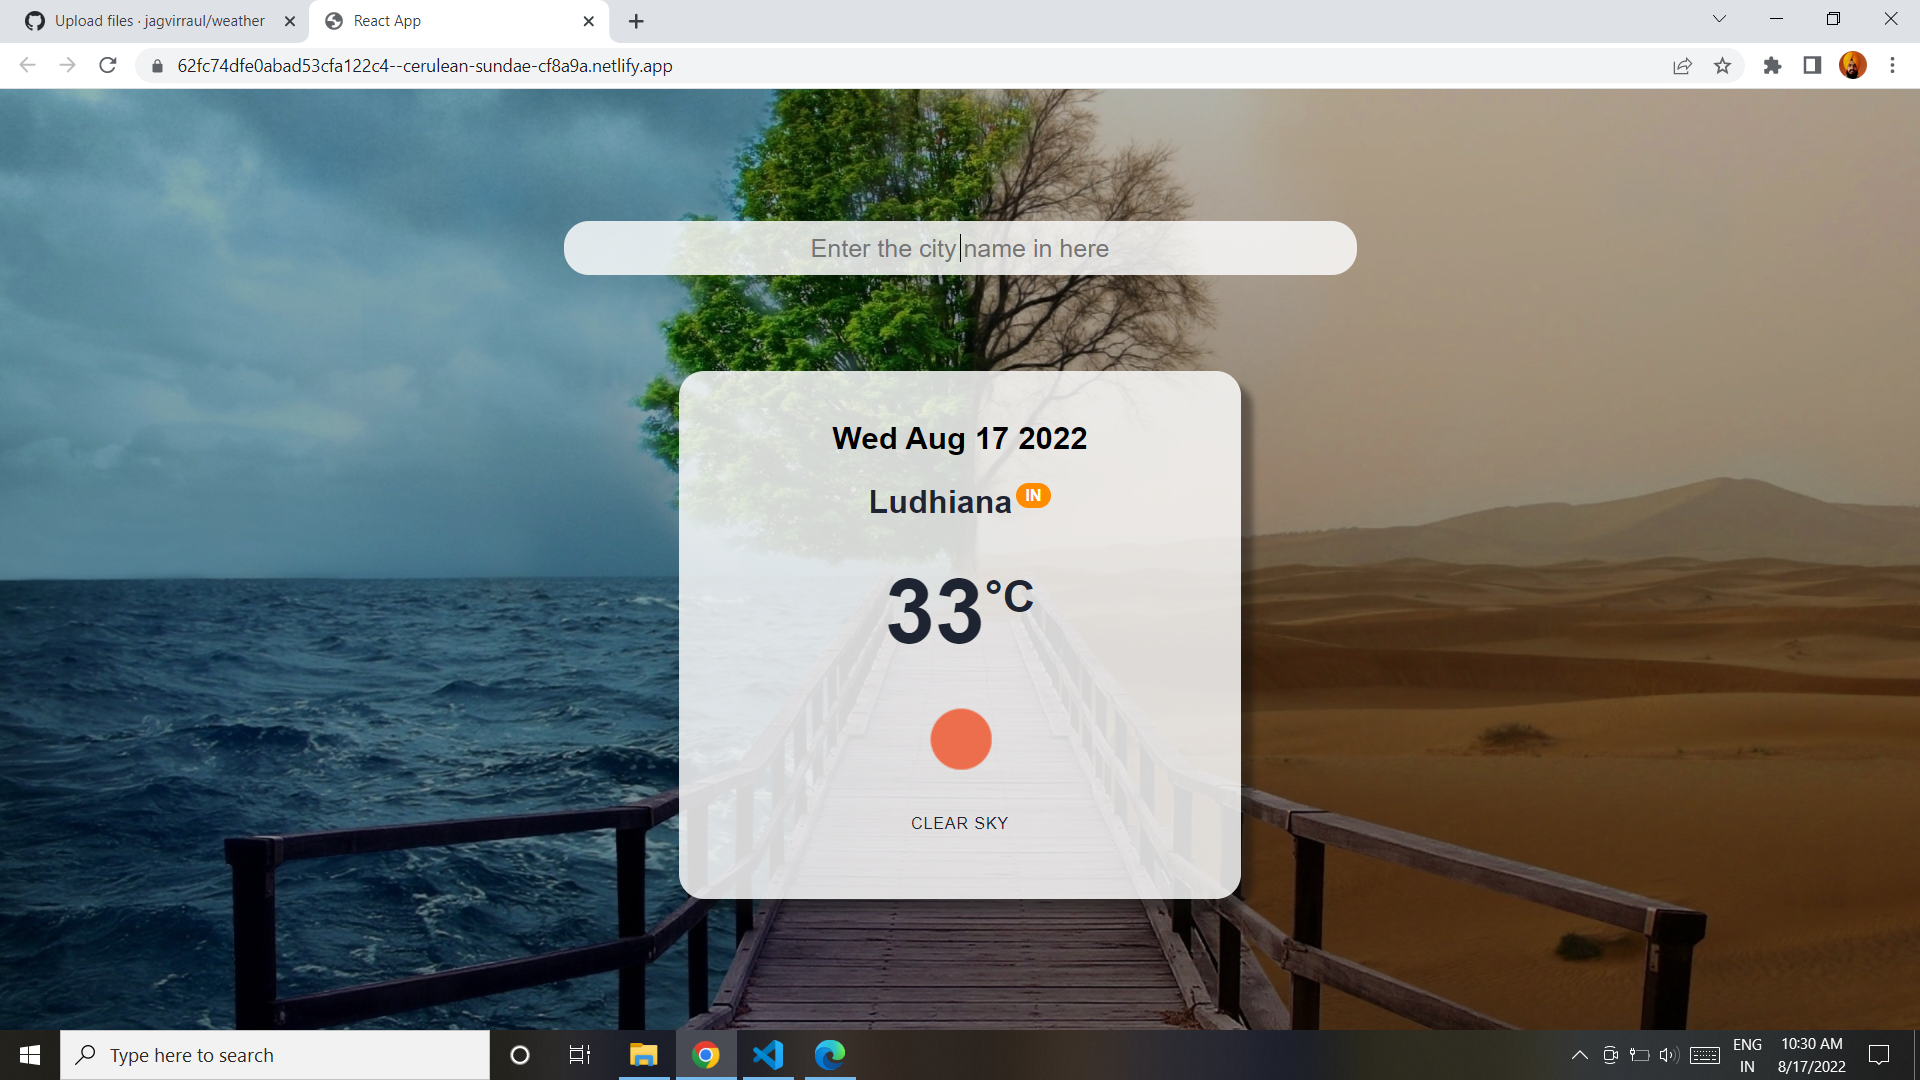 Upload files · jagvirraul/weather
React App
62fc74dfe0abad53cfa122c4--cerulean-sundae-cf8a9a.netlify.app
Enter the city name in here
Wed Aug 17 2022
Ludhiana IN
33°C
CLEAR SKY
Type here to search
ENG
IN
10:30 AM
8/17/2022